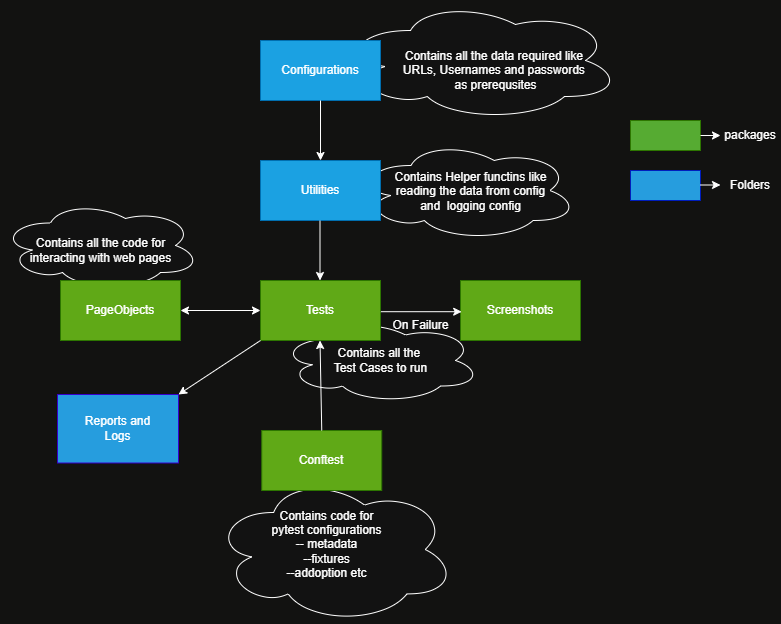 Configurations
Contains all the data required like
URLs, Usernames and passwords
as prerequsites
packages
Folders
Utilities
Contains Helper functins like
reading the data from config
and logging config
Contains all the code for
interacting with web pages
PageObjects
Tests
Screenshots
On Failure
Contains all the
Test Cases to run
Reports and
Logs
Conftest
Contains code for
pytest configurations
-- metadata
--fixtures
--addoption etc